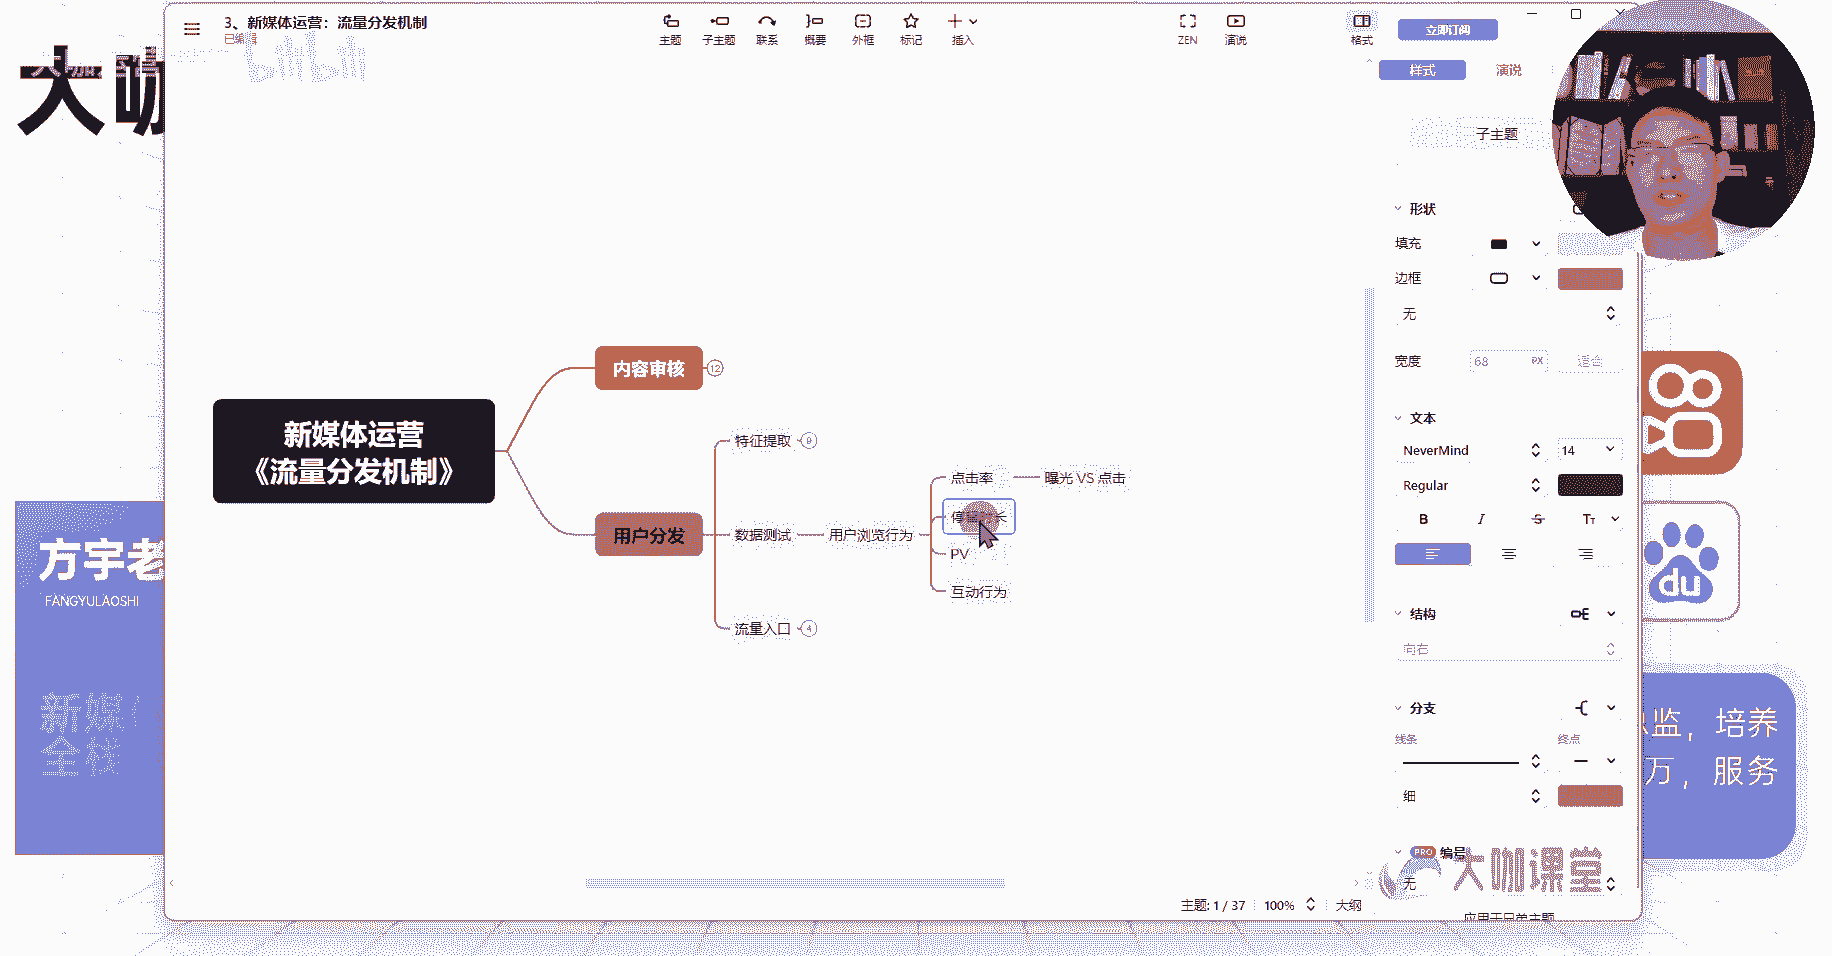 3、新媒体运营：流量分发机制
已编辑
主题
子主题
联系
概要
外框
标记
插入
ZEN
演说
格式
立即订阅
样式
演说
bilibili
大咖
子主题
形状
填充
边框
无
宽度
68
PX
适合
文本
NeverMind
14
Regular
B
I
S
Tт
结构
向右
分支
线条
终点
细
PRO 编号
无
新媒体运营
《流量分发机制》
内容审核
12
用户分发
特征提取
9
数据测试
用户浏览行为
点击率
曝光 VS 点击
停留时长
PV
互动行为
流量入口
4
方宇老
FANGYULAOSHI
新媒
全栈
du
监，培养
万，服务
大咖课堂
主题: 1 / 37
100%
大纲